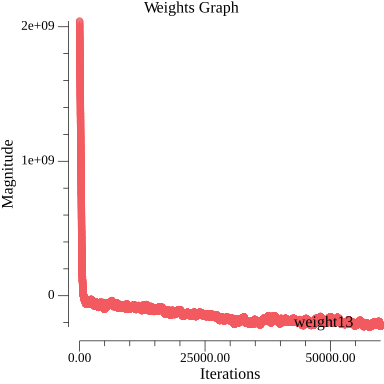 Weights Graph
2e+09
1e+09
0
Magnitude
weight13
0.00
25000.00
50000.00
Iterations